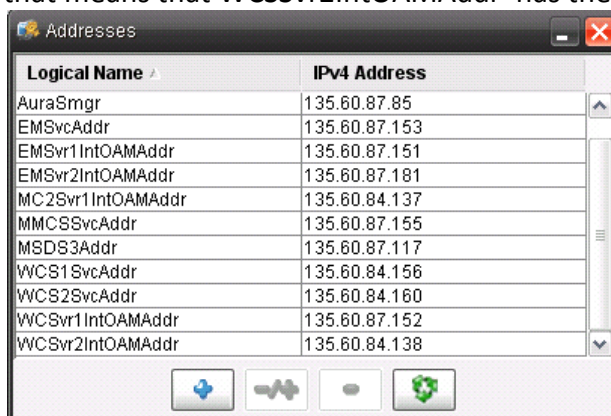 that means that WCSSvr2IntOAMAddr has the
Addresses
Logical Name IPv4 Address
AuraSmgr 135.60.87.85
EMSvcAddr 135.60.87.153
EMSvr1IntOAMAddr 135.60.87.151
EMSvr2IntOAMAddr 135.60.87.181
MC2Svr1IntOAMAddr 135.60.84.137
MMCSSvcAddr 135.60.87.155
MSDS3Addr 135.60.87.117
WCS1SvcAddr 135.60.84.156
WCS2SvcAddr 135.60.84.160
WCSvr1IntOAMAddr 135.60.87.152
WCSvr2IntOAMAddr 135.60.84.138